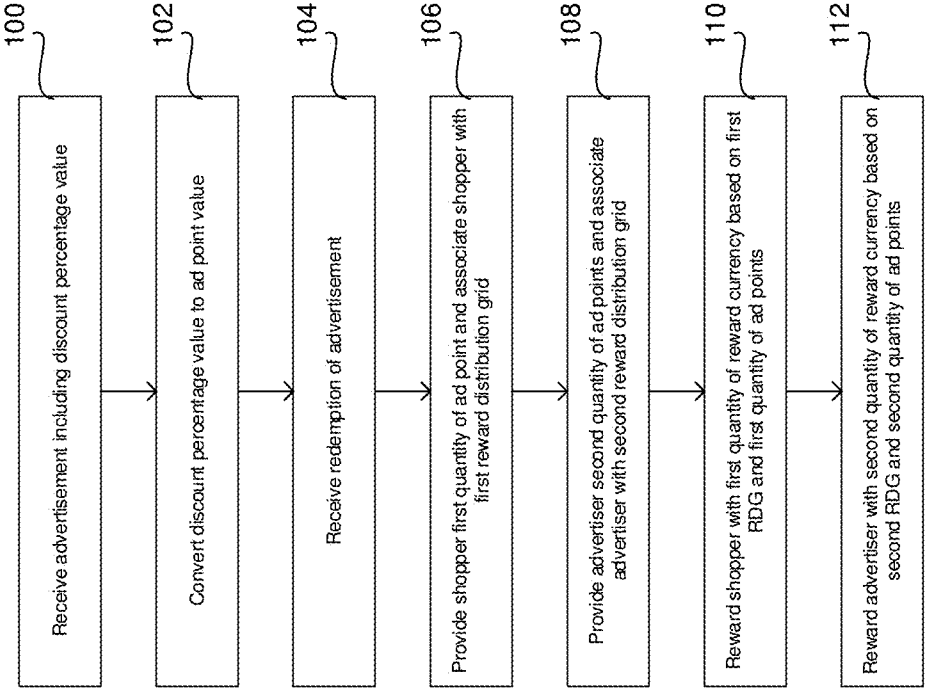 100
Receive advertisement including discount percentage value
102
Convert discount percentage value to ad point value
104
Receive redemption of advertisement
106
Provide shopper first quantity of ad point and associate shopper with
first reward distribution grid
108
Provide advertiser second quantity of ad points and associate
advertiser with second reward distribution grid
110
Reward shopper with first quantity of reward currency based on first
RDG and first quantity of ad points
112
Reward advertiser with second quantity of reward currency based on
second RDG and second quantity of ad points